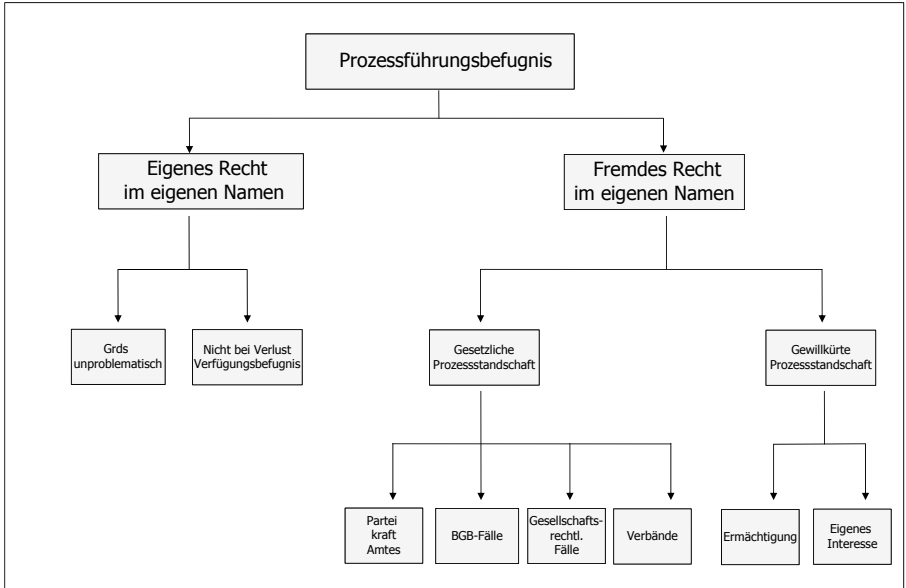 Prozessführungsbefugnis
Eigenes Recht
im eigenen Namen
Fremdes Recht
im eigenen Namen
Grds
unproblematisch
Nicht bei Verlust
Verfügungsbefugnis
Gesetzliche
Prozessstandschaft
Gewillkürte
Prozessstandschaft
Partei
kraft
Amtes
BGB-Fälle
Gesellschafts-
rechtl.
Fälle
Verbände
Ermächtigung
Eigenes
Interesse